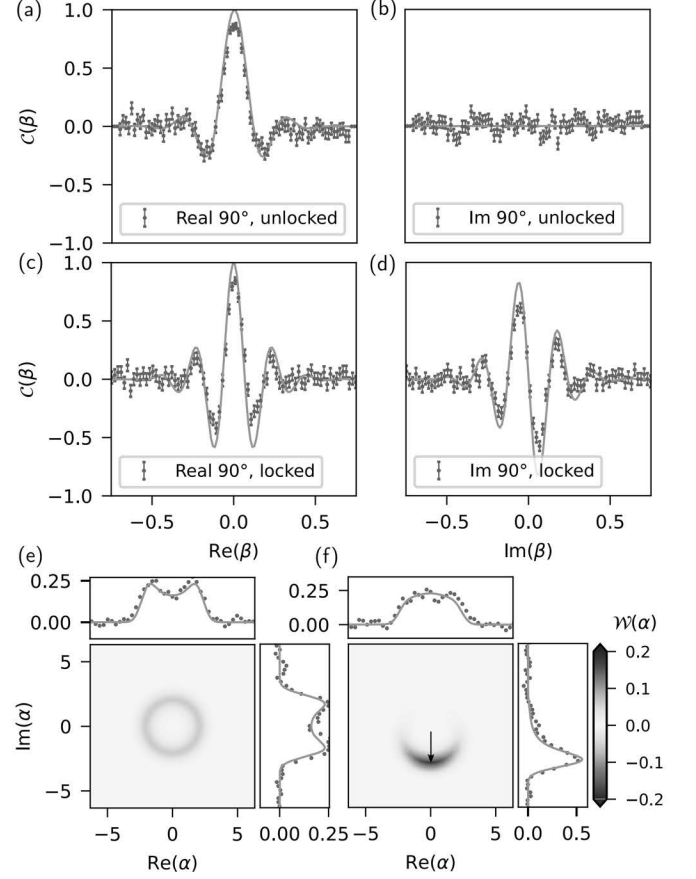 (a)
(b)
1.0
0.5
0.0
−0.5
−1.0
𝒞(β)
Real 90°, unlocked
Im 90°, unlocked
(c)
(d)
1.0
0.5
0.0
−0.5
−1.0
𝒞(β)
Real 90°, locked
Im 90°, locked
−0.5
0.0
0.5
−0.5
0.0
0.5
Re(β)
Im(β)
(e)
(f)
0.25
0.00
0.25
0.00
𝒲(α)
5
0
−5
Im(α)
0.2
0.1
0.0
−0.1
−0.2
−5
0
5
0.00
0.25
−5
0
5
0.0
0.5
Re(α)
Re(α)